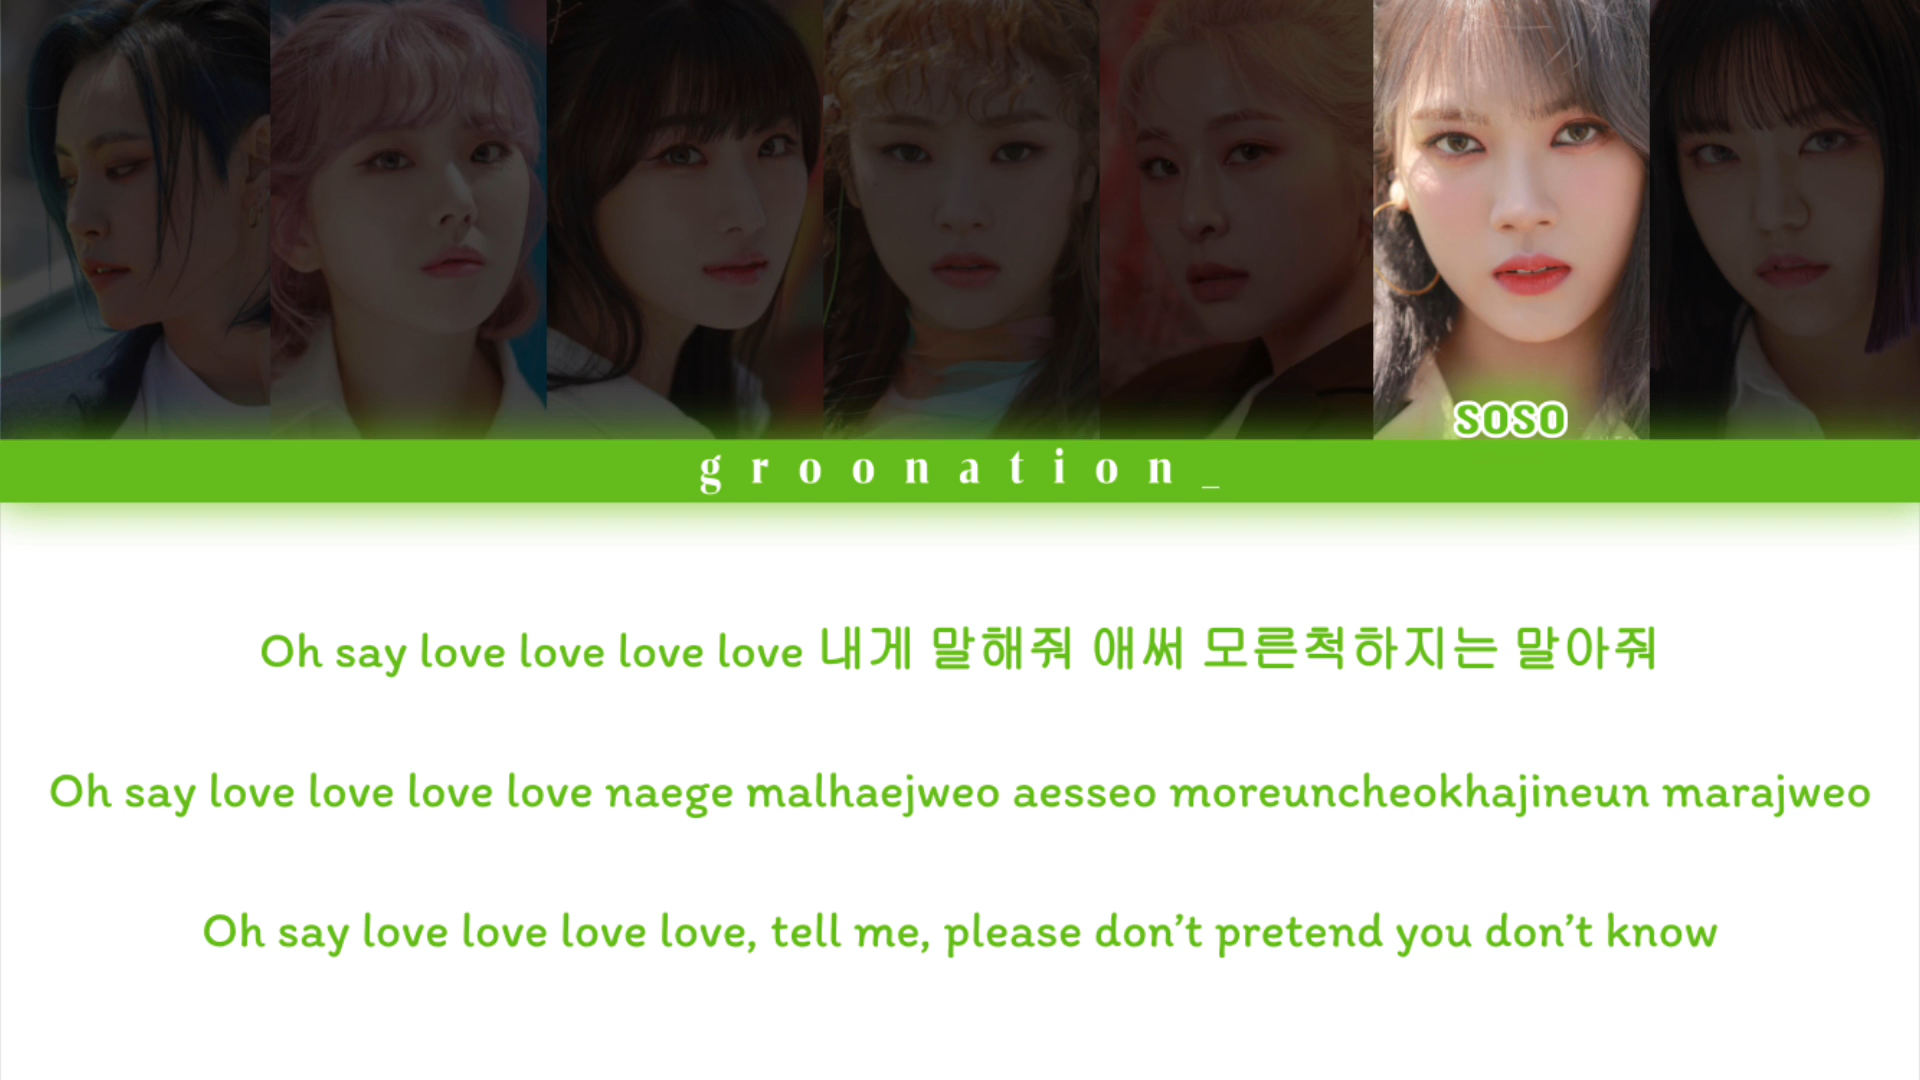 SOSO
groonation_
Oh say love love love love 내게 말해줘 애써 모른척하지는 말아줘
Oh say love love love love naege malhaejweo aesseo moreuncheokhajineun marajweo
Oh say love love love love, tell me, please don’t pretend you don’t know